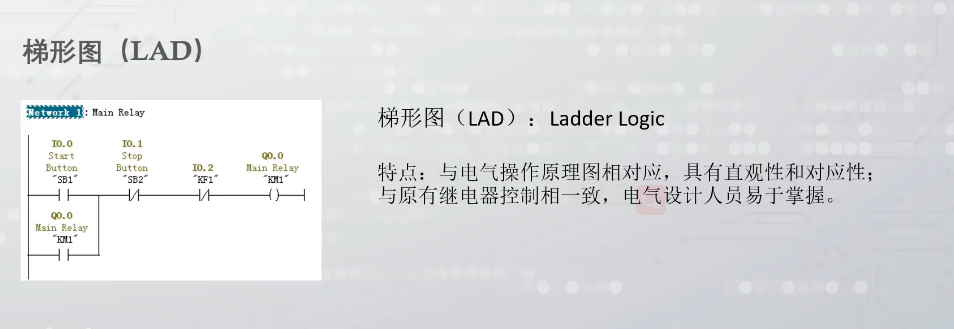 梯形图（LAD）
Network 1: Main Relay
I0.0 I0.1
Start Stop Q0.0
Button Button I0.2 Main Relay
"SB1" "SB2" "KF1" "KM1"
Q0.0
Main Relay
"KM1"
梯形图（LAD）：Ladder Logic
特点：与电气操作原理图相对应，具有直观性和对应性；
与原有继电器控制相一致，电气设计人员易于掌握。